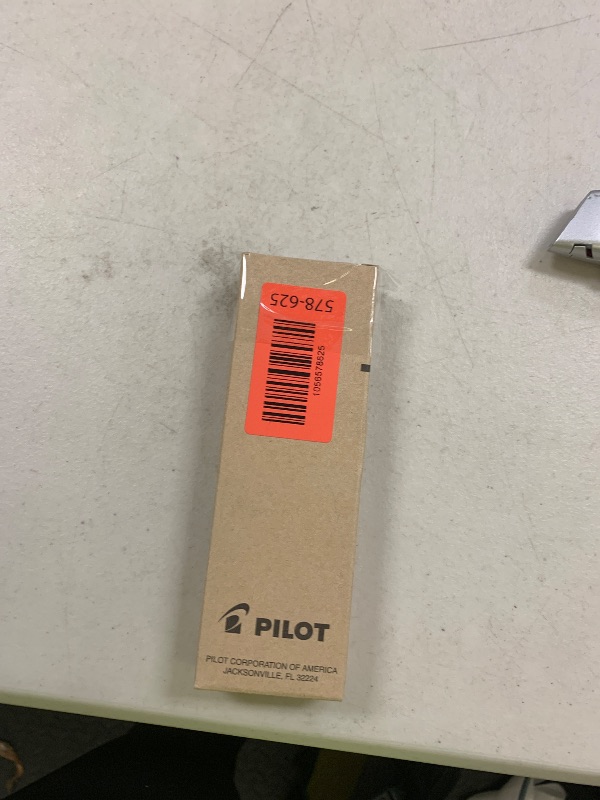 578-625
1056578625
PILOT
PILOT CORPORATION OF AMERICA
JACKSONVILLE, FL 32224